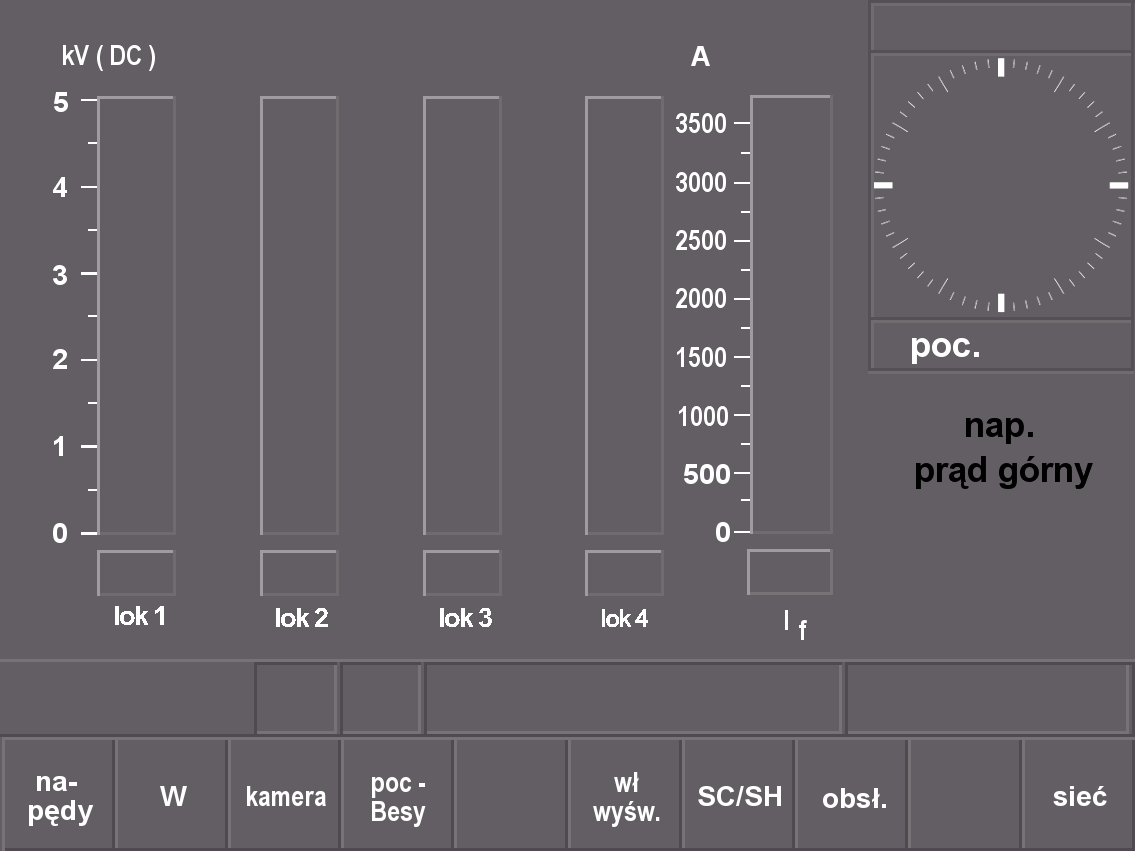 kV ( DC )
A
5
4
3
2
1
0
3500
3000
2500
2000
1500
1000
500
0
lok 1
lok 2
lok 3
lok 4
I f
poc.
nap.
prąd górny
na-
pędy
W
kamera
poc -
Besy
wł
wyśw.
SC/SH
obsł.
sieć